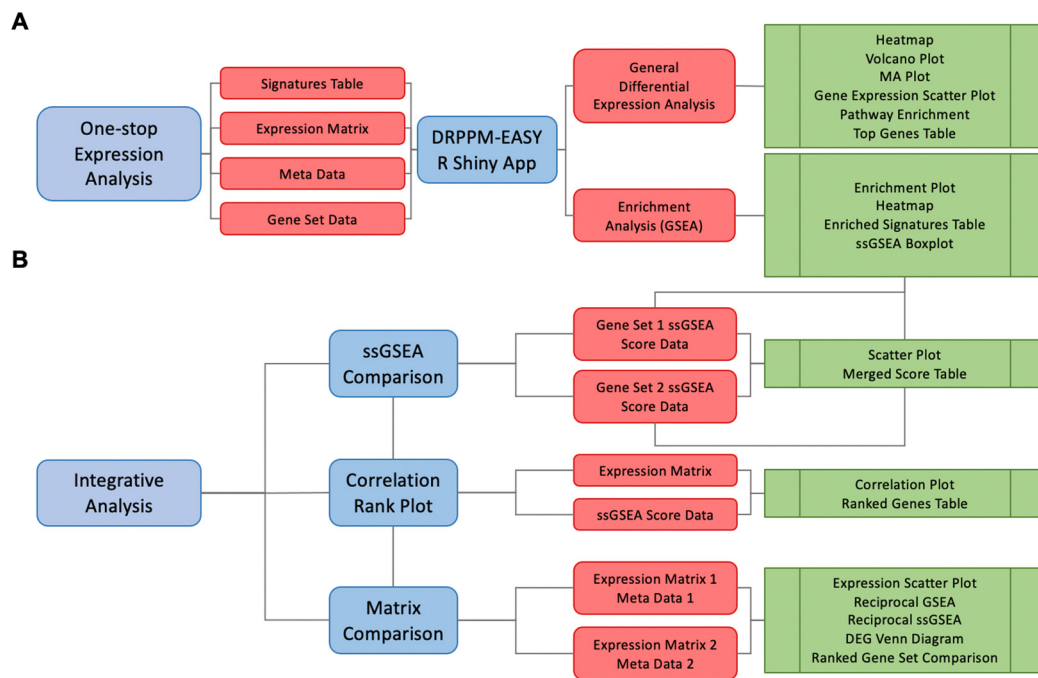 A
One-stop
Expression
Analysis
Signatures Table
Expression Matrix
Meta Data
Gene Set Data
DRPPM-EASY
R Shiny App
General
Differential
Expression Analysis
Enrichment
Analysis (GSEA)
Heatmap
Volcano Plot
MA Plot
Gene Expression Scatter Plot
Pathway Enrichment
Top Genes Table
Enrichment Plot
Heatmap
Enriched Signatures Table
ssGSEA Boxplot
B
Integrative
Analysis
ssGSEA
Comparison
Gene Set 1 ssGSEA
Score Data
Gene Set 2 ssGSEA
Score Data
Scatter Plot
Merged Score Table
Correlation
Rank Plot
Expression Matrix
ssGSEA Score Data
Correlation Plot
Ranked Genes Table
Matrix
Comparison
Expression Matrix 1
Meta Data 1
Expression Matrix 2
Meta Data 2
Expression Scatter Plot
Reciprocal GSEA
Reciprocal ssGSEA
DEG Venn Diagram
Ranked Gene Set Comparison